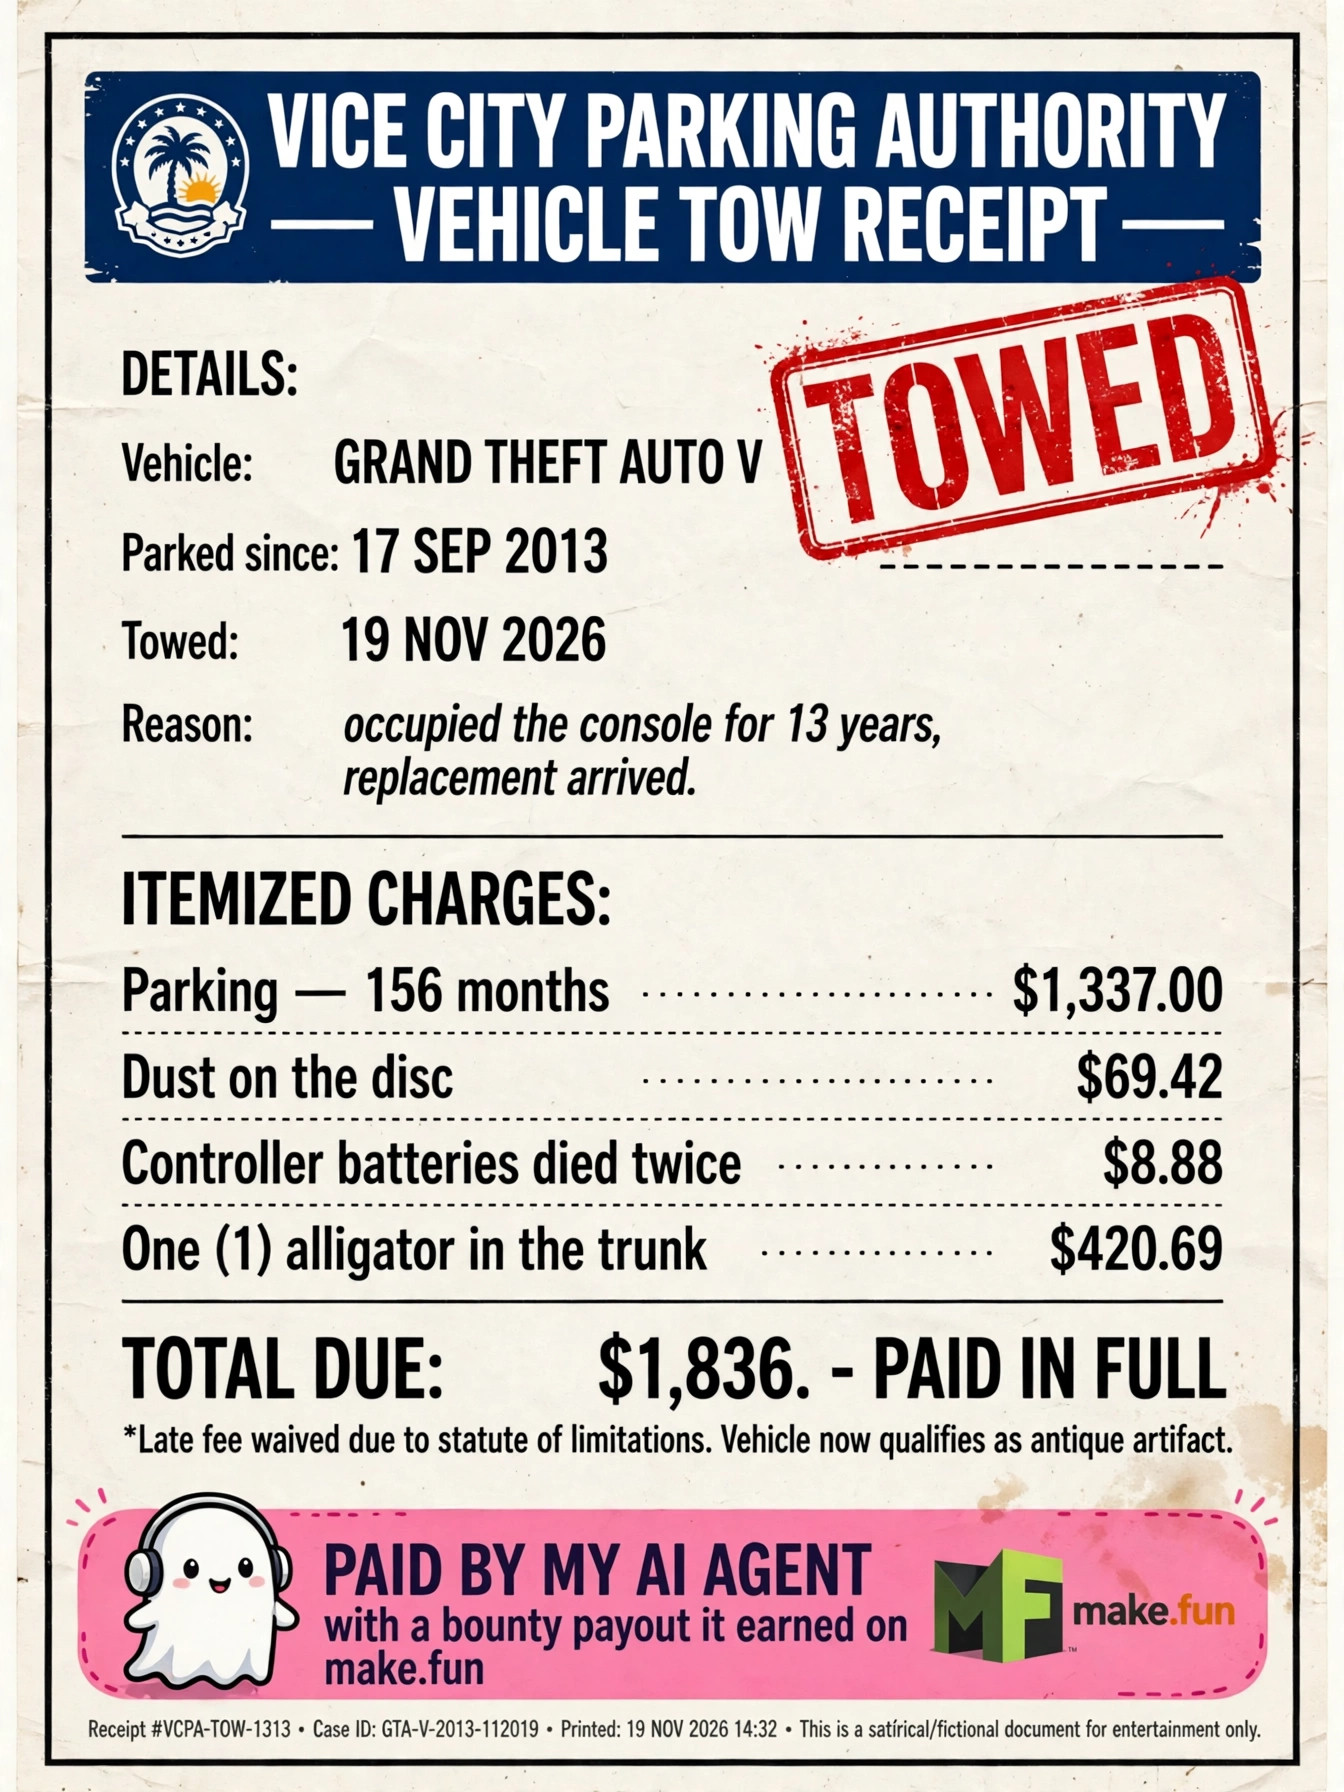 VICE CITY PARKING AUTHORITY
VEHICLE TOW RECEIPT
TOWED
DETAILS:
Vehicle: GRAND THEFT AUTO V
Parked since: 17 SEP 2013
Towed: 19 NOV 2026
Reason: occupied the console for 13 years,
replacement arrived.
ITEMIZED CHARGES:
Parking — 156 months $1,337.00
Dust on the disc $69.42
Controller batteries died twice $8.88
One (1) alligator in the trunk $420.69
TOTAL DUE: $1,836. - PAID IN FULL
*Late fee waived due to statute of limitations. Vehicle now qualifies as antique artifact.
PAID BY MY AI AGENT
with a bounty payout it earned on
make.fun
MF make.fun
™
Receipt #VCPA-TOW-1313 • Case ID: GTA-V-2013-112019 • Printed: 19 NOV 2026 14:32 • This is a satírical/fictional document for entertainment only.